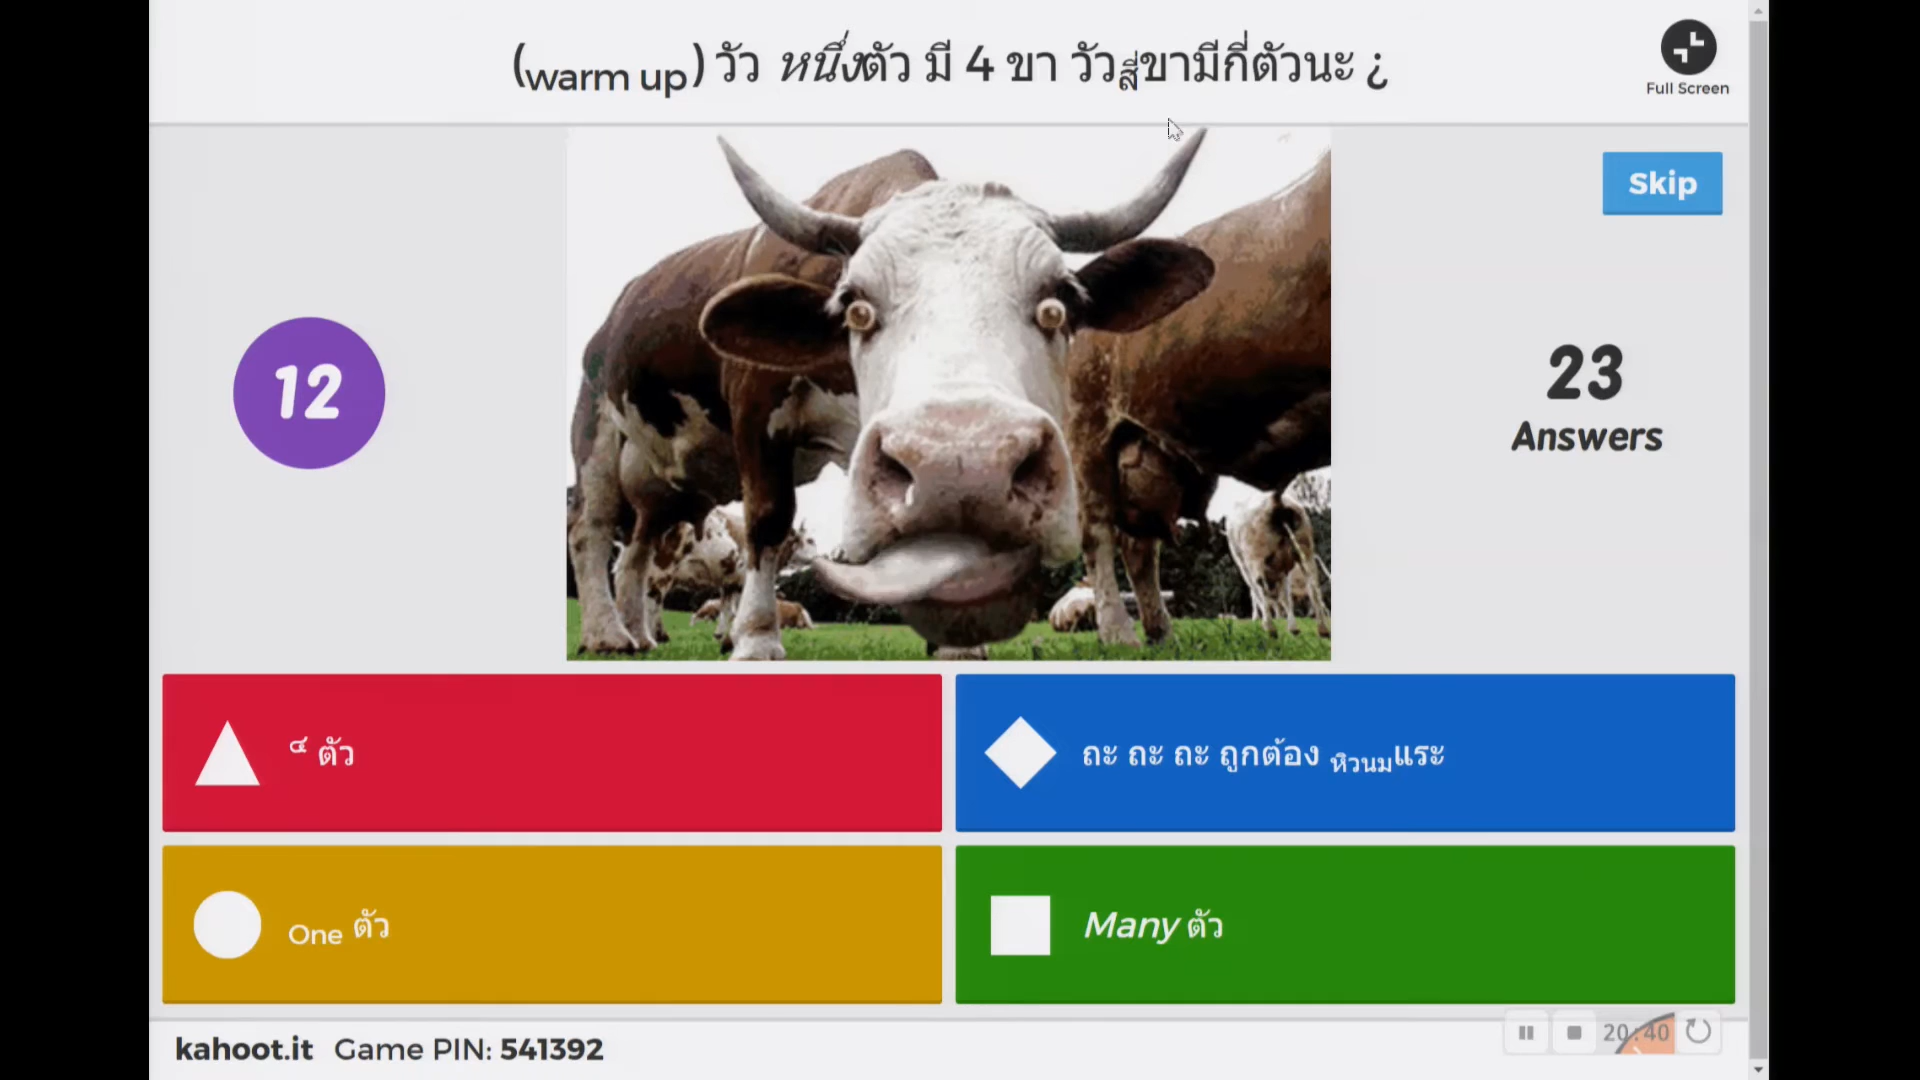 (warm up) วัว หนึ่งตัว มี 4 ขา วัวสี่ขามีกี่ตัวนะ ¿
Full Screen
Skip
12
23
Answers
๔ ตัว
ถะ ถะ ถะ ถูกต้อง หิวนมแระ
One ตัว
Many ตัว
kahoot.it Game PIN: 541392
20:40